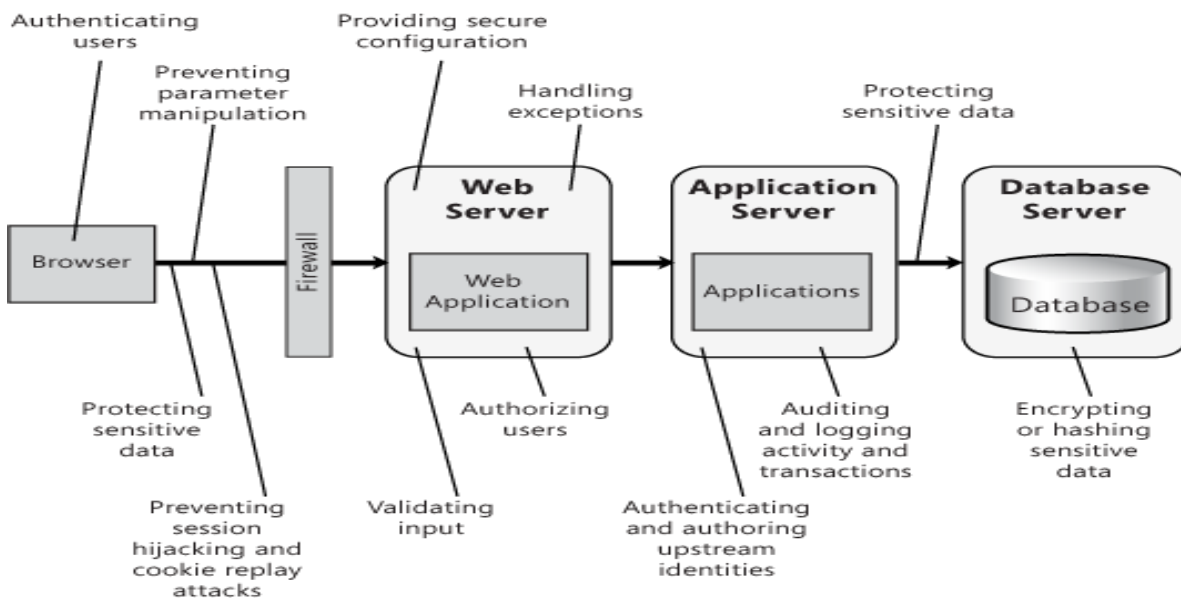 Authenticating
users
Providing secure
configuration
Preventing
parameter
manipulation
Handling
exceptions
Protecting
sensitive data
Browser
Firewall
Web
Server
Web
Application
Application
Server
Applications
Database
Server
Database
Protecting
sensitive
data
Authorizing
users
Auditing
and logging
activity and
transactions
Encrypting
or hashing
sensitive
data
Preventing
session
hijacking and
cookie replay
attacks
Validating
input
Authenticating
and authoring
upstream
identities